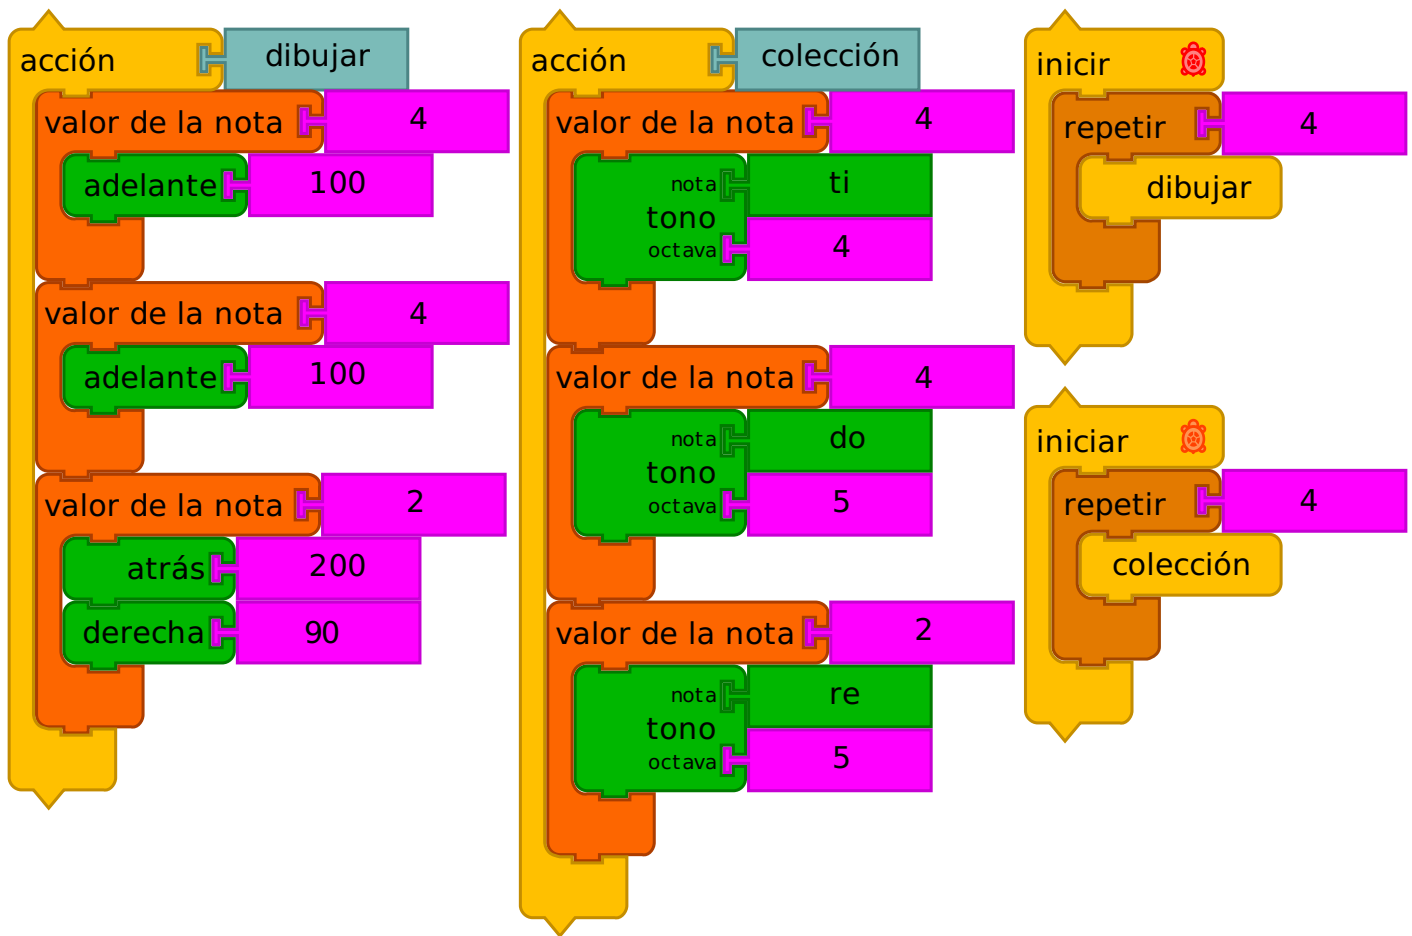 acción dibujar
valor de la nota 4
adelante 100
valor de la nota 4
adelante 100
valor de la nota 2
atrás 200
derecha 90
acción colección
valor de la nota 4
nota ti
tono
octava 4
valor de la nota 4
nota do
tono
octava 5
valor de la nota 2
nota re
tono
octava 5
inicir
repetir 4
dibujar
iniciar
repetir 4
colección